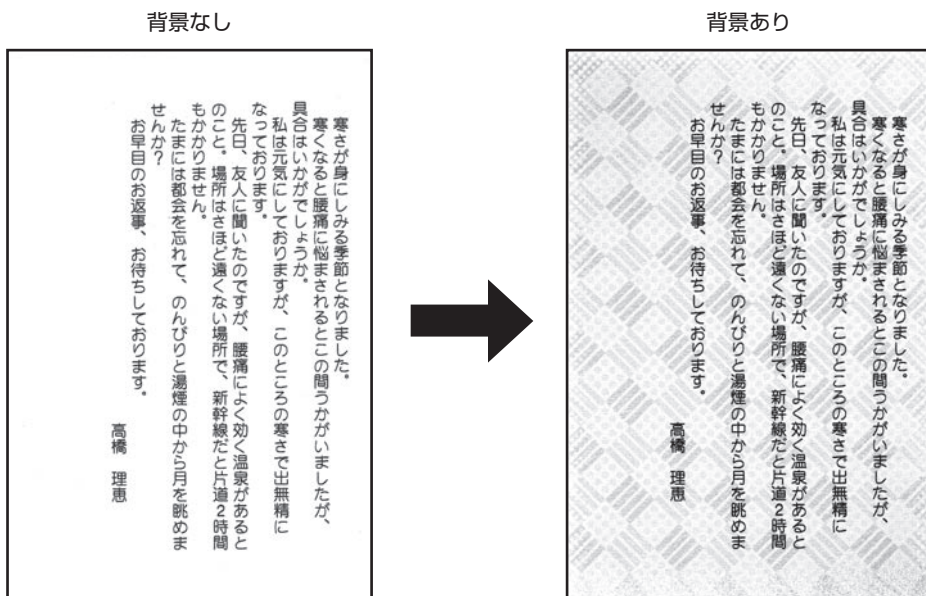 背景なし
寒さが身にしみる季節となりました。
寒くなると腰痛に悩まされるとこの間うかがいましたが、
具合はいかがでしょうか。
私は元気にしておりますが、このところの寒さで出無精に
なっております。
先日、友人に聞いたのですが、腰痛によく効く温泉があると
のこと。場所はさほど遠くない場所で、新幹線だと片道2時間
もかかりません。
たまには都会を忘れて、のんびりと湯煙の中から月を眺めま
せんか?
お早目のお返事、お待ちしております。
高橋 理恵
背景あり
寒さが身にしみる季節となりました。
寒くなると腰痛に悩まされるとこの間うかがいましたが、
具合はいかがでしょうか。
私は元気にしておりますが、このところの寒さで出無精に
なっております。
先日、友人に聞いたのですが、腰痛によく効く温泉があると
のこと。場所はさほど遠くない場所で、新幹線だと片道2時間
もかかりません。
たまには都会を忘れて、のんびりと湯煙の中から月を眺めま
せんか?
お早目のお返事、お待ちしております。
高橋 理恵